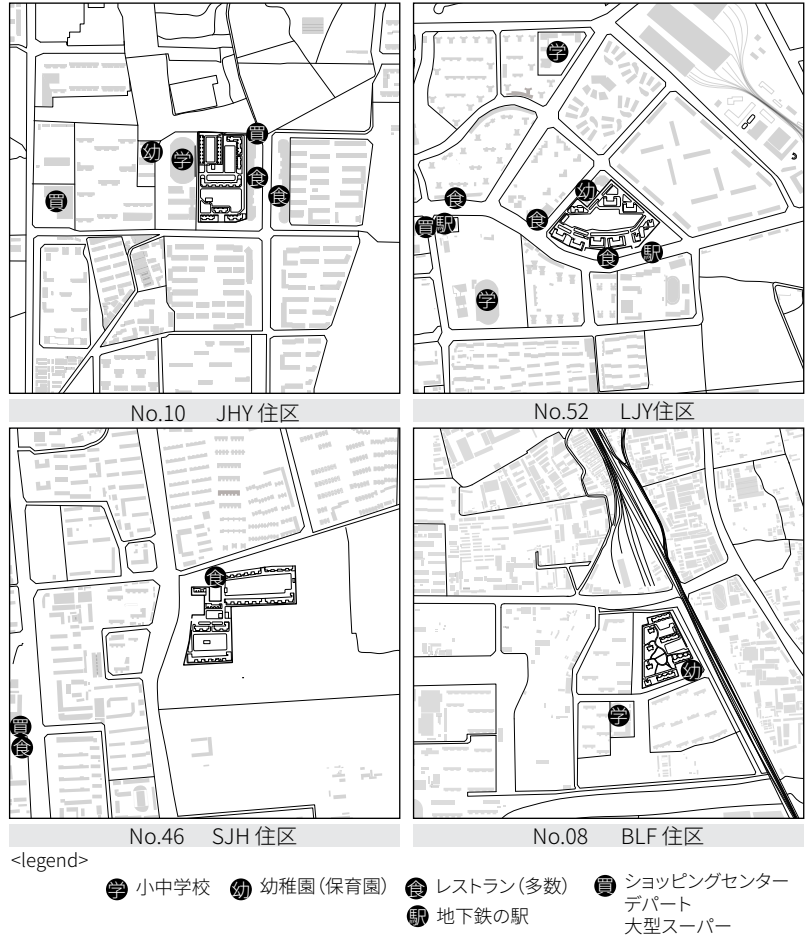 買
幼
学
食
食
買
No.10 JHY 住区
学
幼
食
食
買
駅
駅
食
学
No.52 LJY住区
食
買
食
No.46 SJH 住区
幼
学
No.08 BLF 住区
<legend>
学 小中学校 幼 幼稚園(保育園) 食 レストラン(多数) 買 ショッピングセンター
デパート
駅 地下鉄の駅
大型スーパー